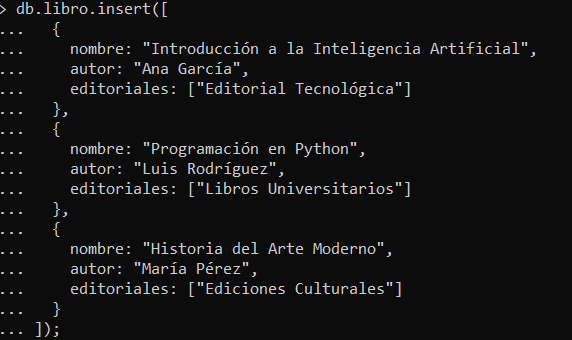 > db.libro.insert([
...   {
...     nombre: "Introducción a la Inteligencia Artificial",
...     autor: "Ana García",
...     editoriales: ["Editorial Tecnológica"]
...   },
...   {
...     nombre: "Programación en Python",
...     autor: "Luis Rodríguez",
...     editoriales: ["Libros Universitarios"]
...   },
...   {
...     nombre: "Historia del Arte Moderno",
...     autor: "María Pérez",
...     editoriales: ["Ediciones Culturales"]
...   }
... ]);